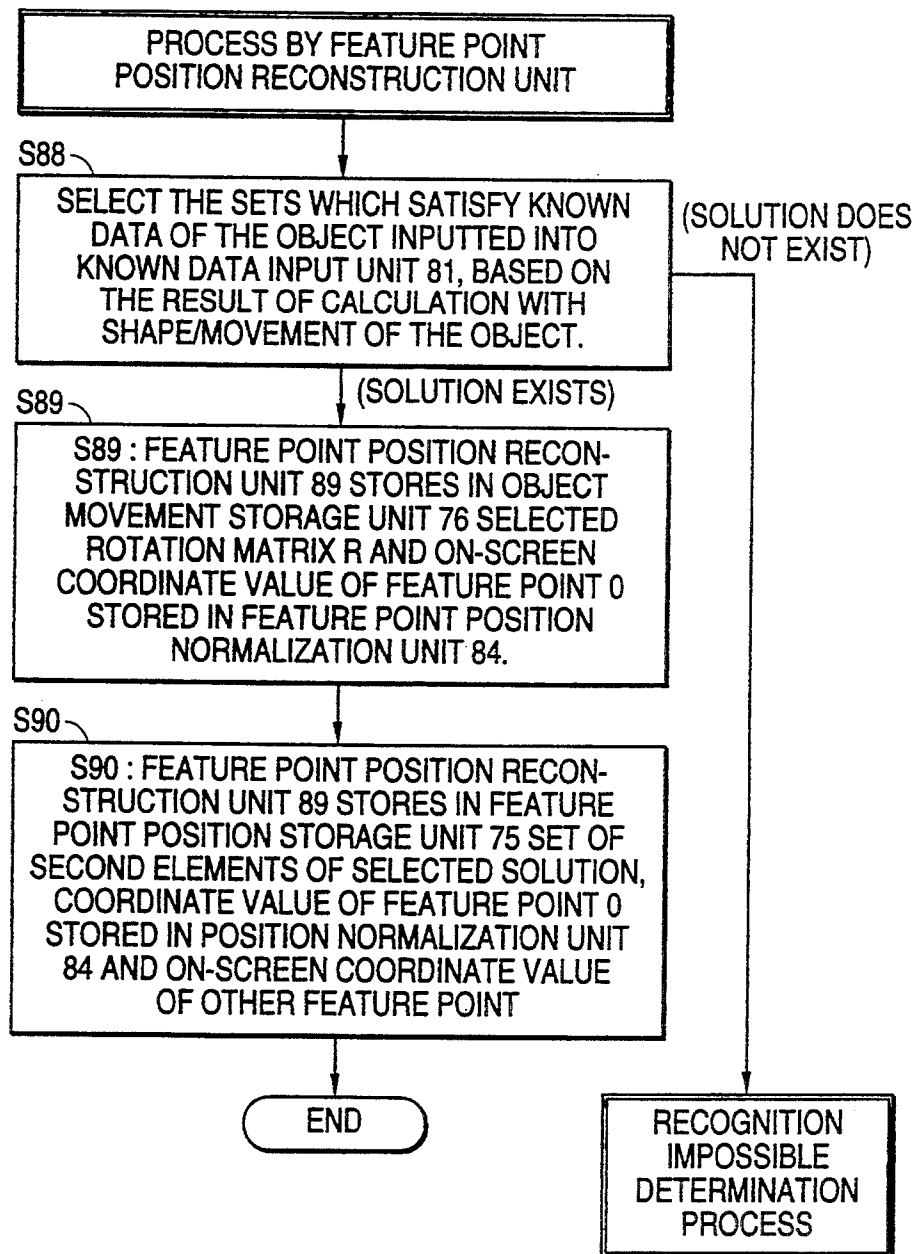 PROCESS BY FEATURE POINT
POSITION RECONSTRUCTION UNIT
S88
SELECT THE SETS WHICH SATISFY KNOWN
DATA OF THE OBJECT INPUTTED INTO
KNOWN DATA INPUT UNIT 81, BASED ON
THE RESULT OF CALCULATION WITH
SHAPE/MOVEMENT OF THE OBJECT.
(SOLUTION DOES
NOT EXIST)
(SOLUTION EXISTS)
S89
S89 : FEATURE POINT POSITION RECON-
STRUCTION UNIT 89 STORES IN OBJECT
MOVEMENT STORAGE UNIT 76 SELECTED
ROTATION MATRIX R AND ON-SCREEN
COORDINATE VALUE OF FEATURE POINT 0
STORED IN FEATURE POINT POSITION
NORMALIZATION UNIT 84.
S90
S90 : FEATURE POINT POSITION RECON-
STRUCTION UNIT 89 STORES IN FEATURE
POINT POSITION STORAGE UNIT 75 SET OF
SECOND ELEMENTS OF SELECTED SOLUTION,
COORDINATE VALUE OF FEATURE POINT 0
STORED IN POSITION NORMALIZATION UNIT
84 AND ON-SCREEN COORDINATE VALUE
OF OTHER FEATURE POINT
END
RECOGNITION
IMPOSSIBLE
DETERMINATION
PROCESS